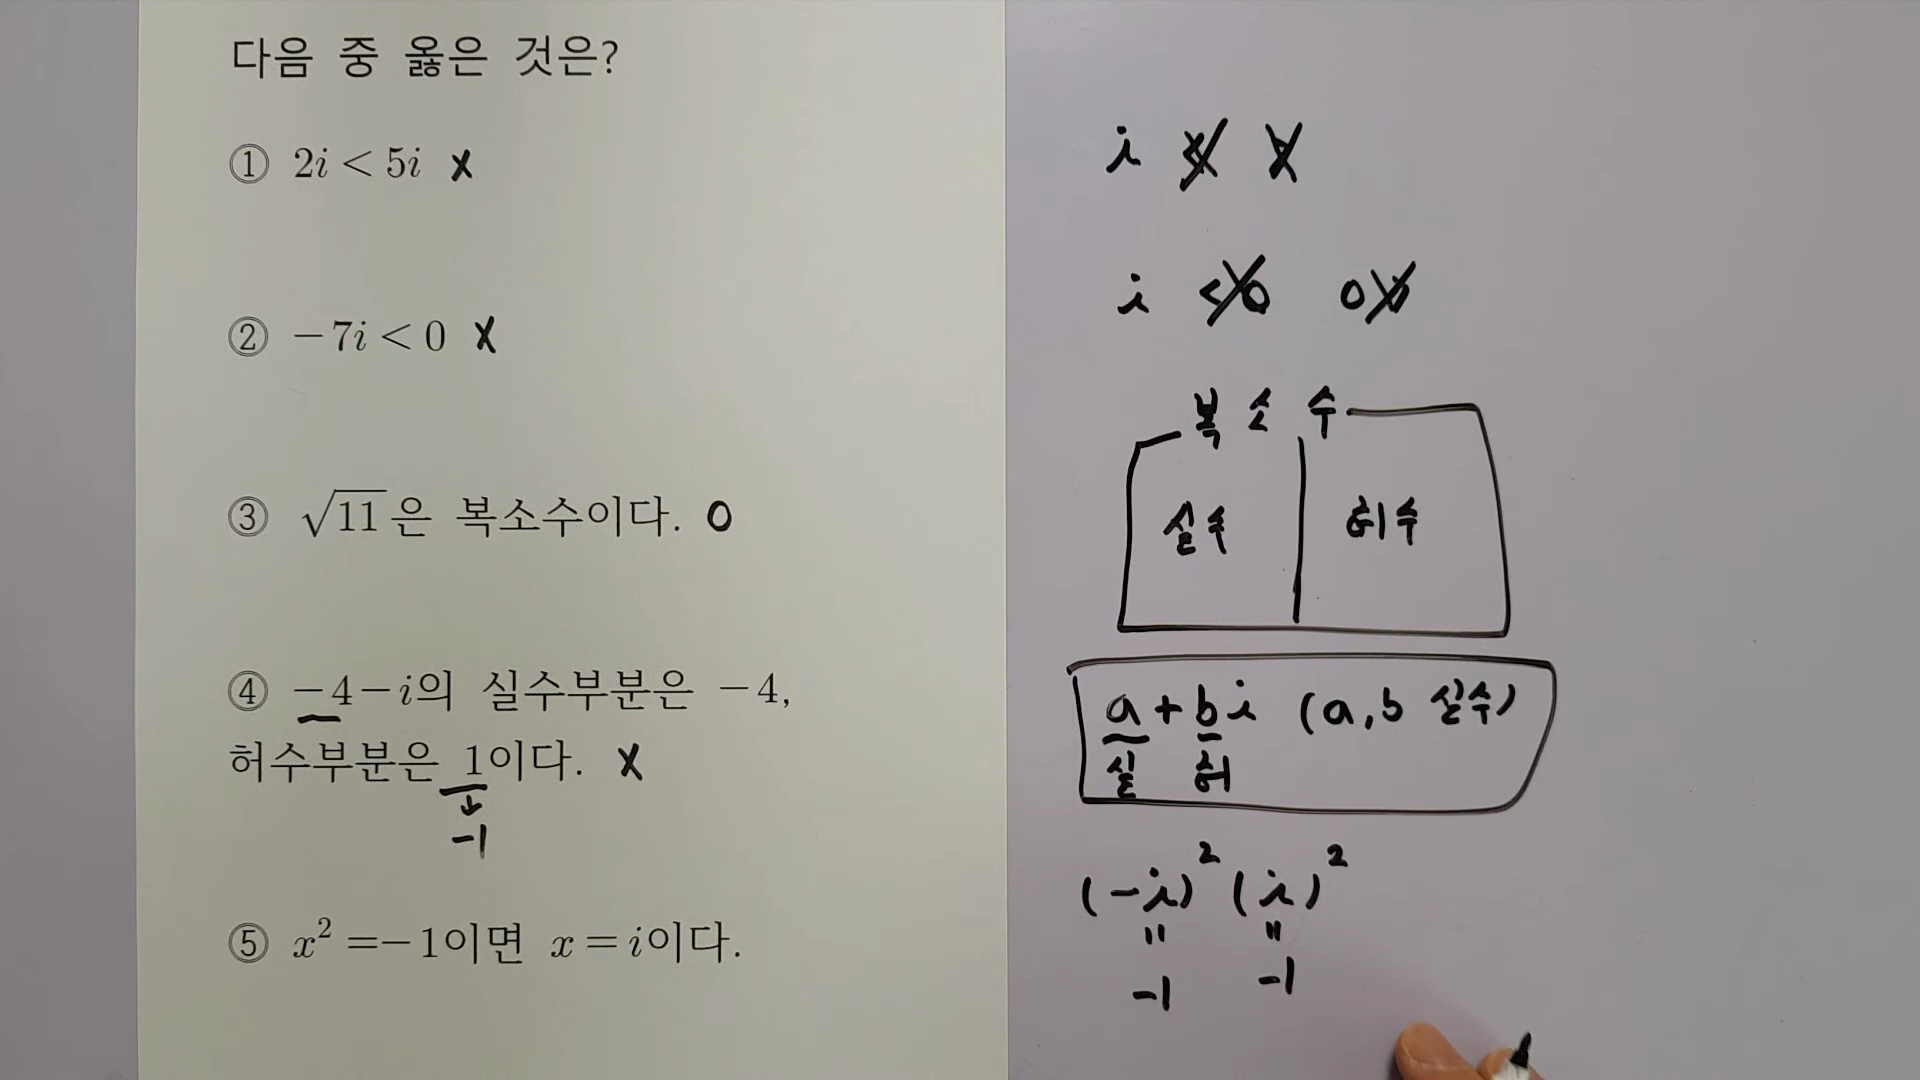 다음 중 옳은 것은?
① 2i < 5i X
② -7i < 0 X
③ √11은 복소수이다. O
④ -4-i의 실수부분은 -4,
허수부분은 1이다. X
↓
-1
⑤ x² =-1이면 x = i이다.
i
i <0 0
복소수
실수 허수
a + bi (a, b 실수)
실 허
(-i)² (i)²
= =
-1 -1